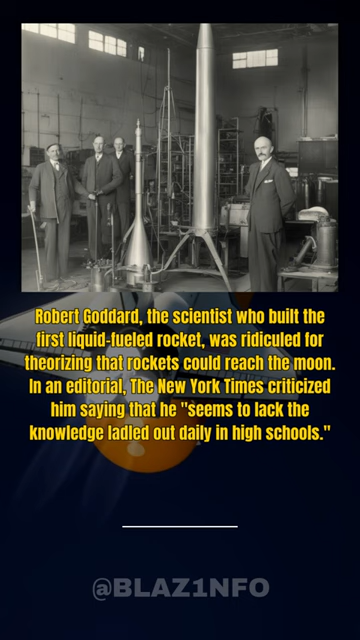 Robert Goddard, the scientist who built the
first liquid-fueled rocket, was ridiculed for
theorizing that rockets could reach the moon.
In an editorial, The New York Times criticized
him saying that he "seems to lack the
knowledge ladled out daily in high schools."
@BLAZ1NFO